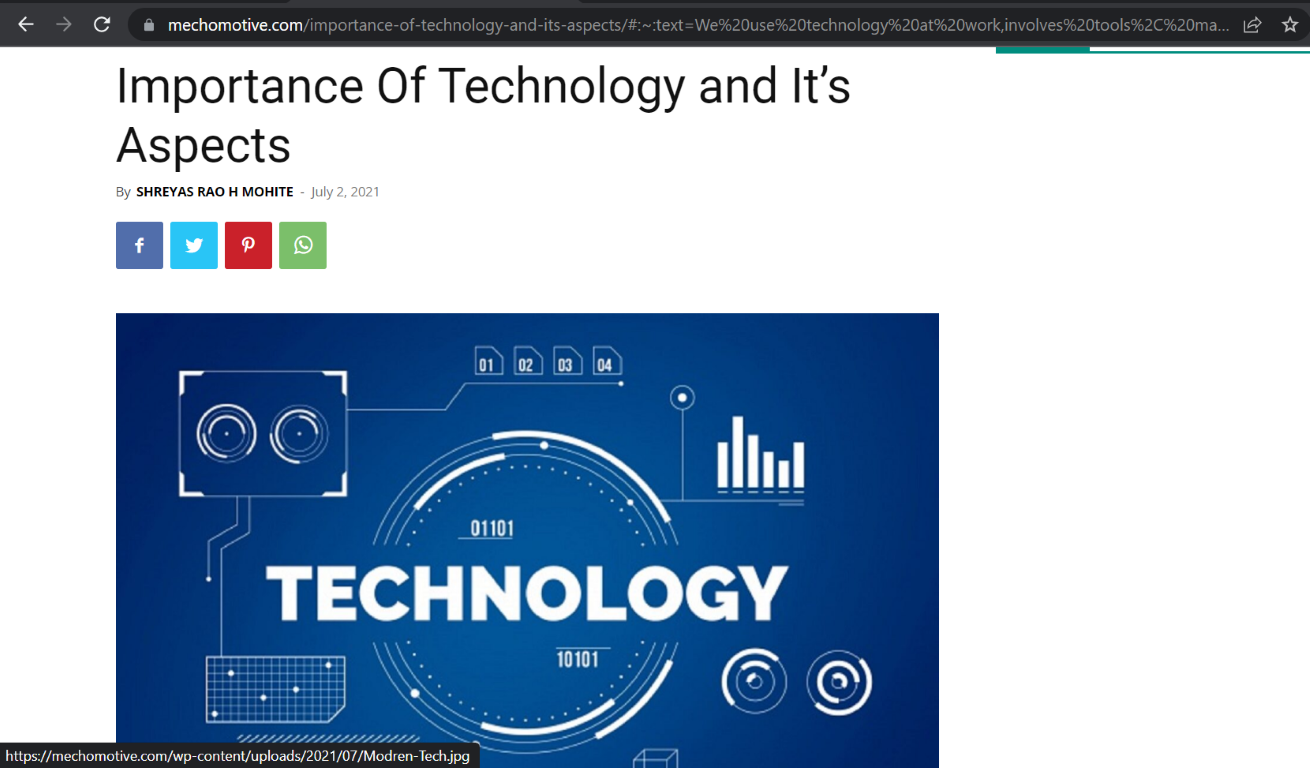 mechomotive.com/importance-of-technology-and-its-aspects/#:~:text=We%20use%20technology%20at%20work,involves%20tools%2C%20ma...
Importance Of Technology and It’s
Aspects
By SHREYAS RAO H MOHITE - July 2, 2021
01 02 03 04
01101
TECHNOLOGY
10101
https://mechomotive.com/wp-content/uploads/2021/07/Modren-Tech.jpg